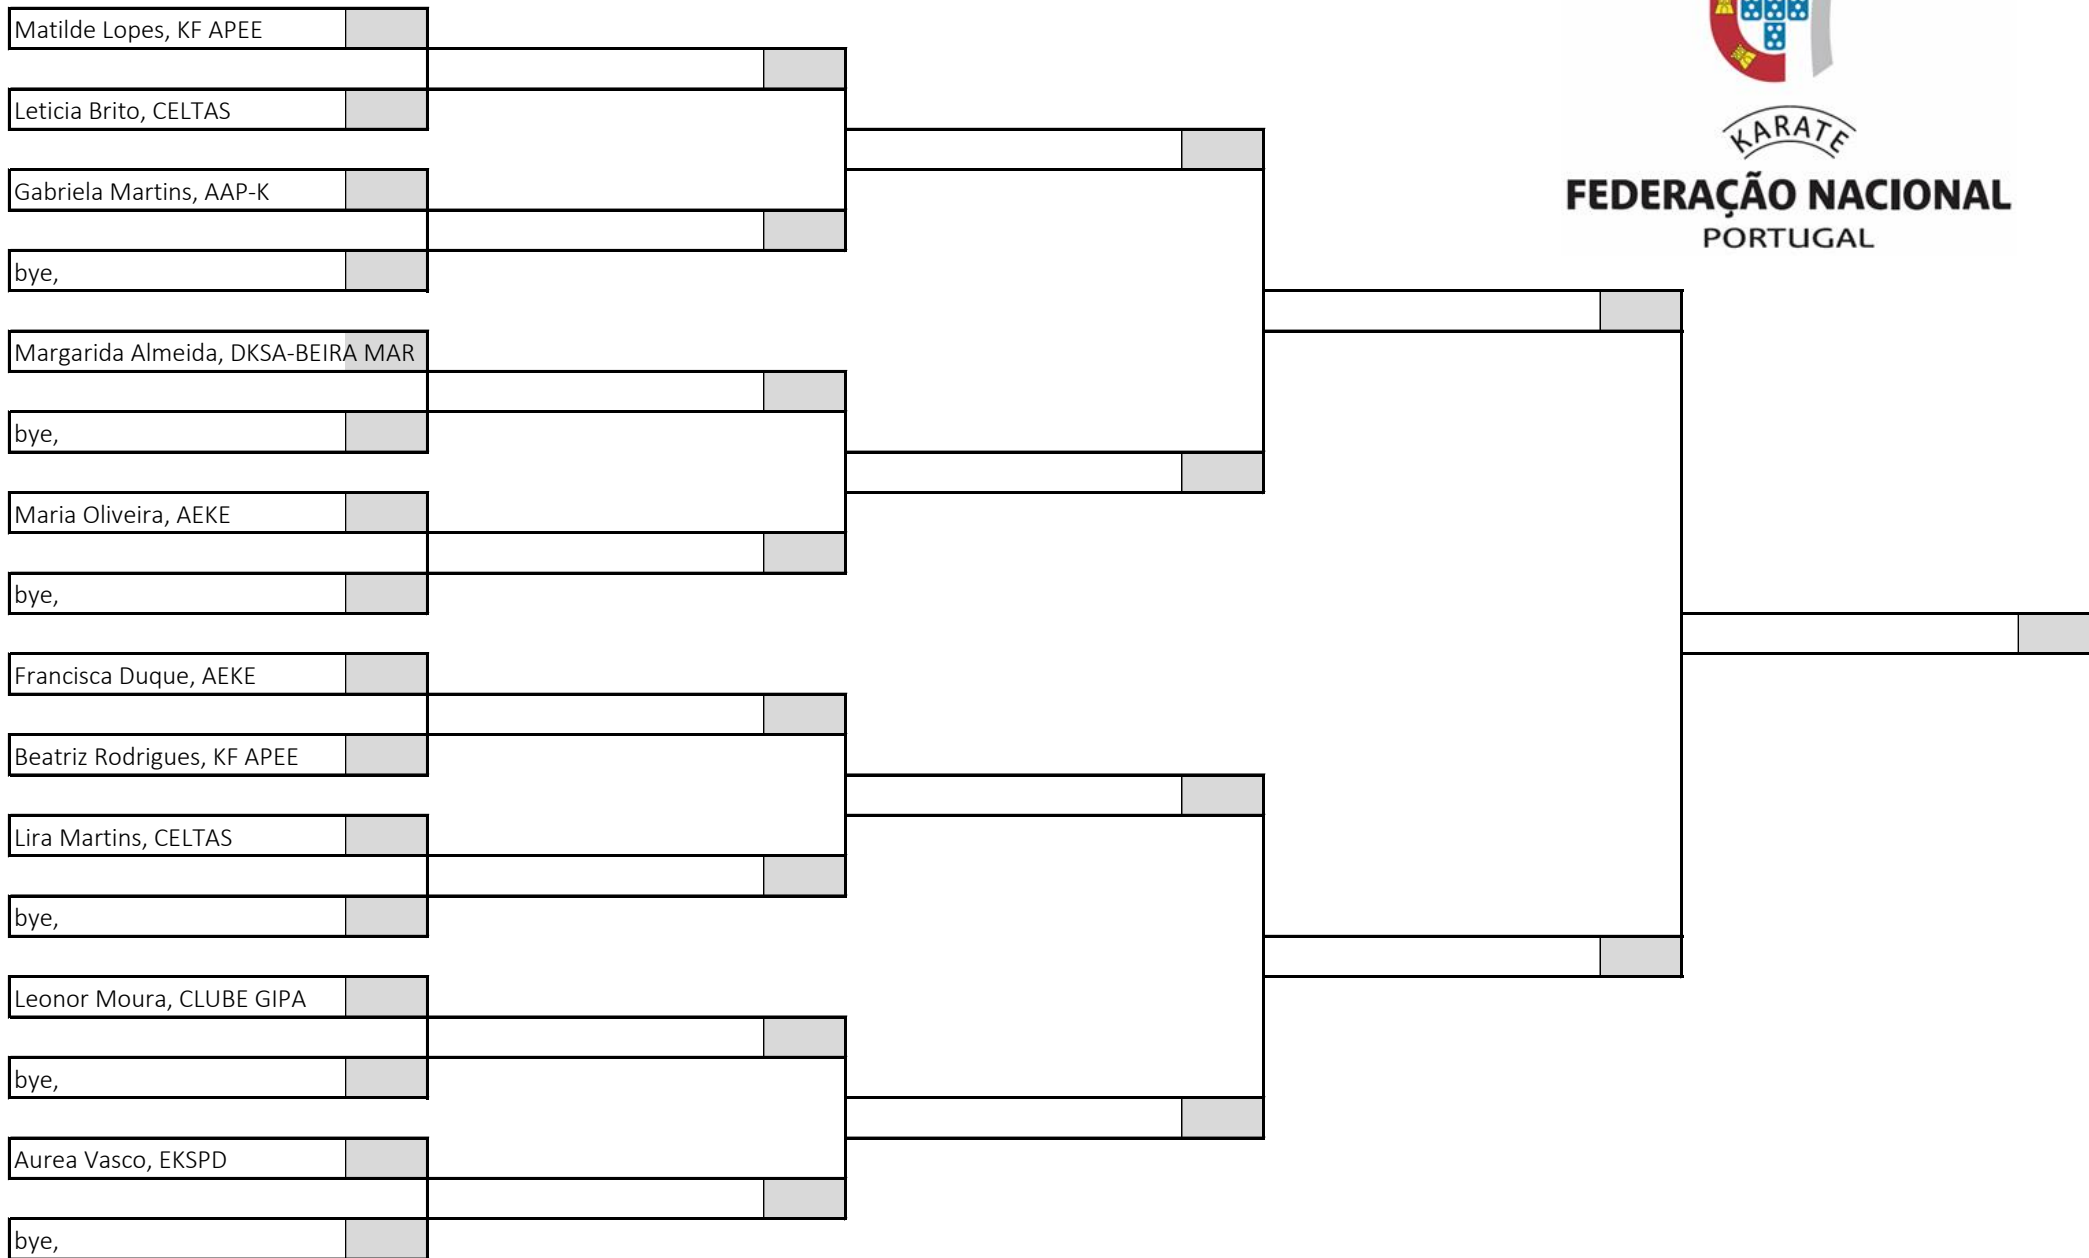 Matilde Lopes, KF APEE
Leticia Brito, CELTAS
KARATE
Gabriela Martins, AAP-K
FEDERAÇÃO NACIONAL
PORTUGAL
bye,
Margarida Almeida, DKSA-BEIRA MAR
bye,
Maria Oliveira, AEKE
bye,
Francisca Duque, AEKE
Beatriz Rodrigues, KF APEE
Lira Martins, CELTAS
bye,
Leonor Moura, CLUBE GIPA
bye,
Aurea Vasco, EKSPD
bye,